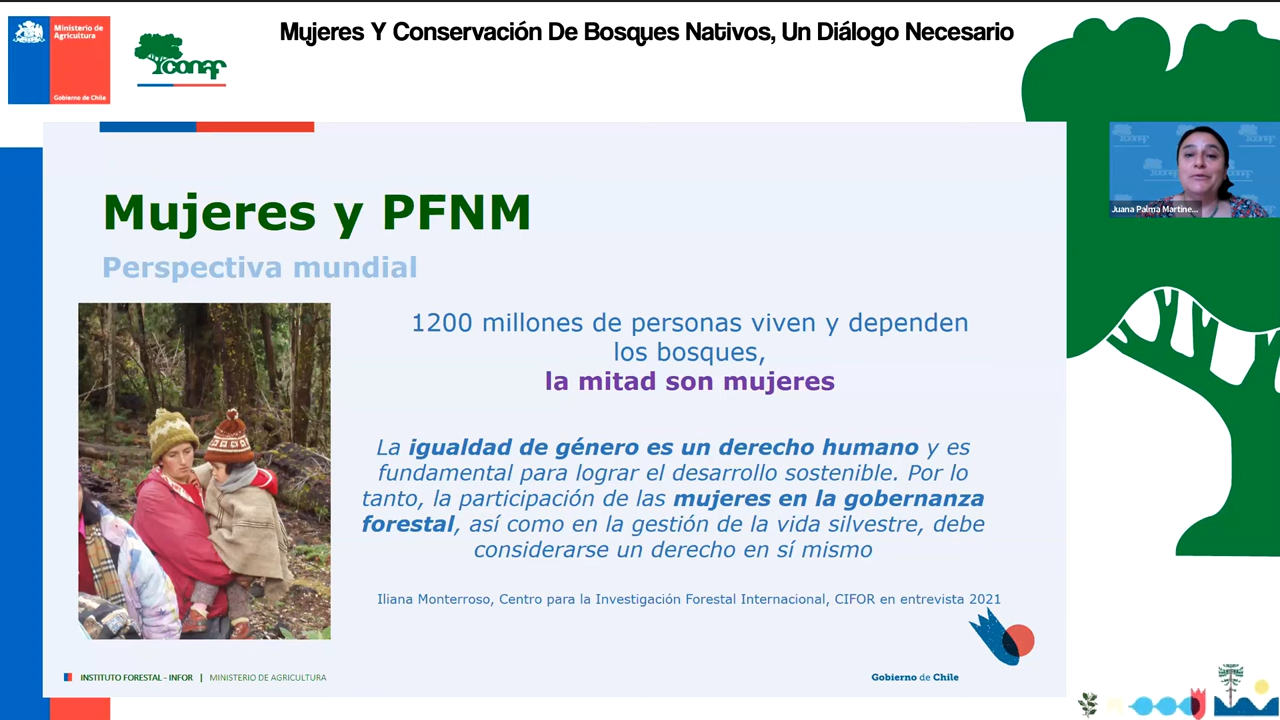 Mujeres Y Conservación De Bosques Nativos, Un Diálogo Necesario
Ministerio de
Agricultura
Gobierno de Chile
conaf
Mujeres y PFNM
Perspectiva mundial
1200 millones de personas viven y dependen
los bosques,
la mitad son mujeres
La igualdad de género es un derecho humano y es
fundamental para lograr el desarrollo sostenible. Por lo
tanto, la participación de las mujeres en la gobernanza
forestal, así como en la gestión de la vida silvestre, debe
considerarse un derecho en sí mismo
Iliana Monterroso, Centro para la Investigación Forestal Internacional, CIFOR en entrevista 2021
INSTITUTO FORESTAL - INFOR | MINISTERIO DE AGRICULTURA
Gobierno de Chile
Juana Palma Martine...